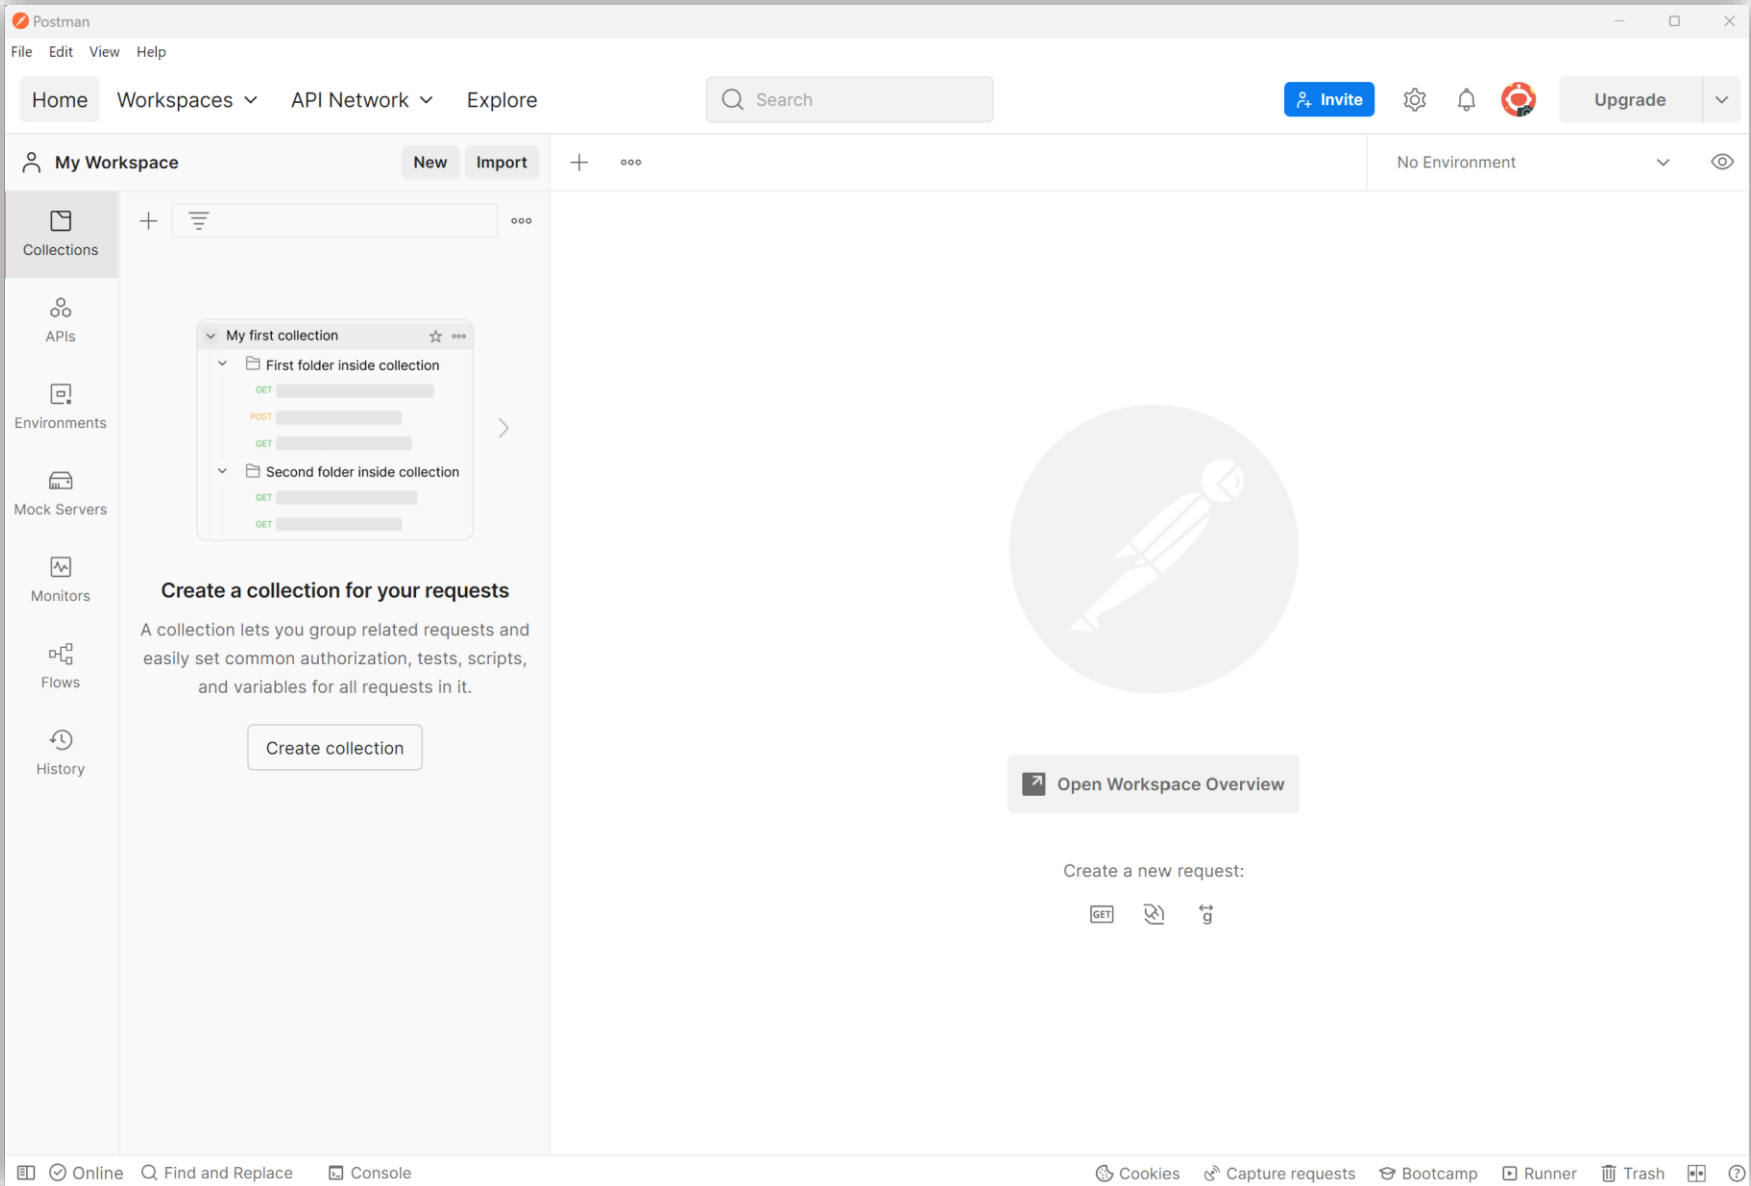 Postman
File Edit View Help
Home Workspaces API Network Explore Search Invite Upgrade
My Workspace New Import No Environment
Collections
APIs
Environments
Mock Servers
Monitors
Flows
History
My first collection
First folder inside collection
GET
POST
GET
Second folder inside collection
GET
GET
Create a collection for your requests
A collection lets you group related requests and
easily set common authorization, tests, scripts,
and variables for all requests in it.
Create collection
Open Workspace Overview
Create a new request:
GET g
Online Find and Replace Console Cookies Capture requests Bootcamp Runner Trash